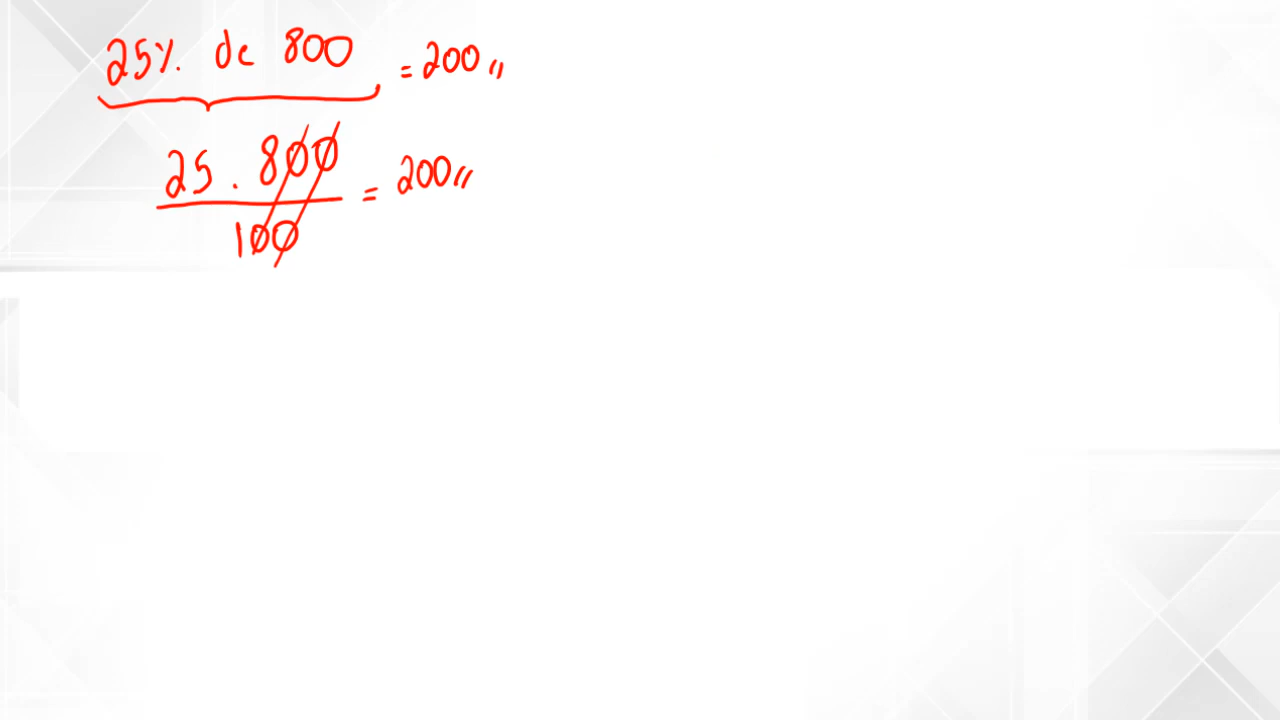 25% de 800 = 200 //
25 . 800 = 200 //
100